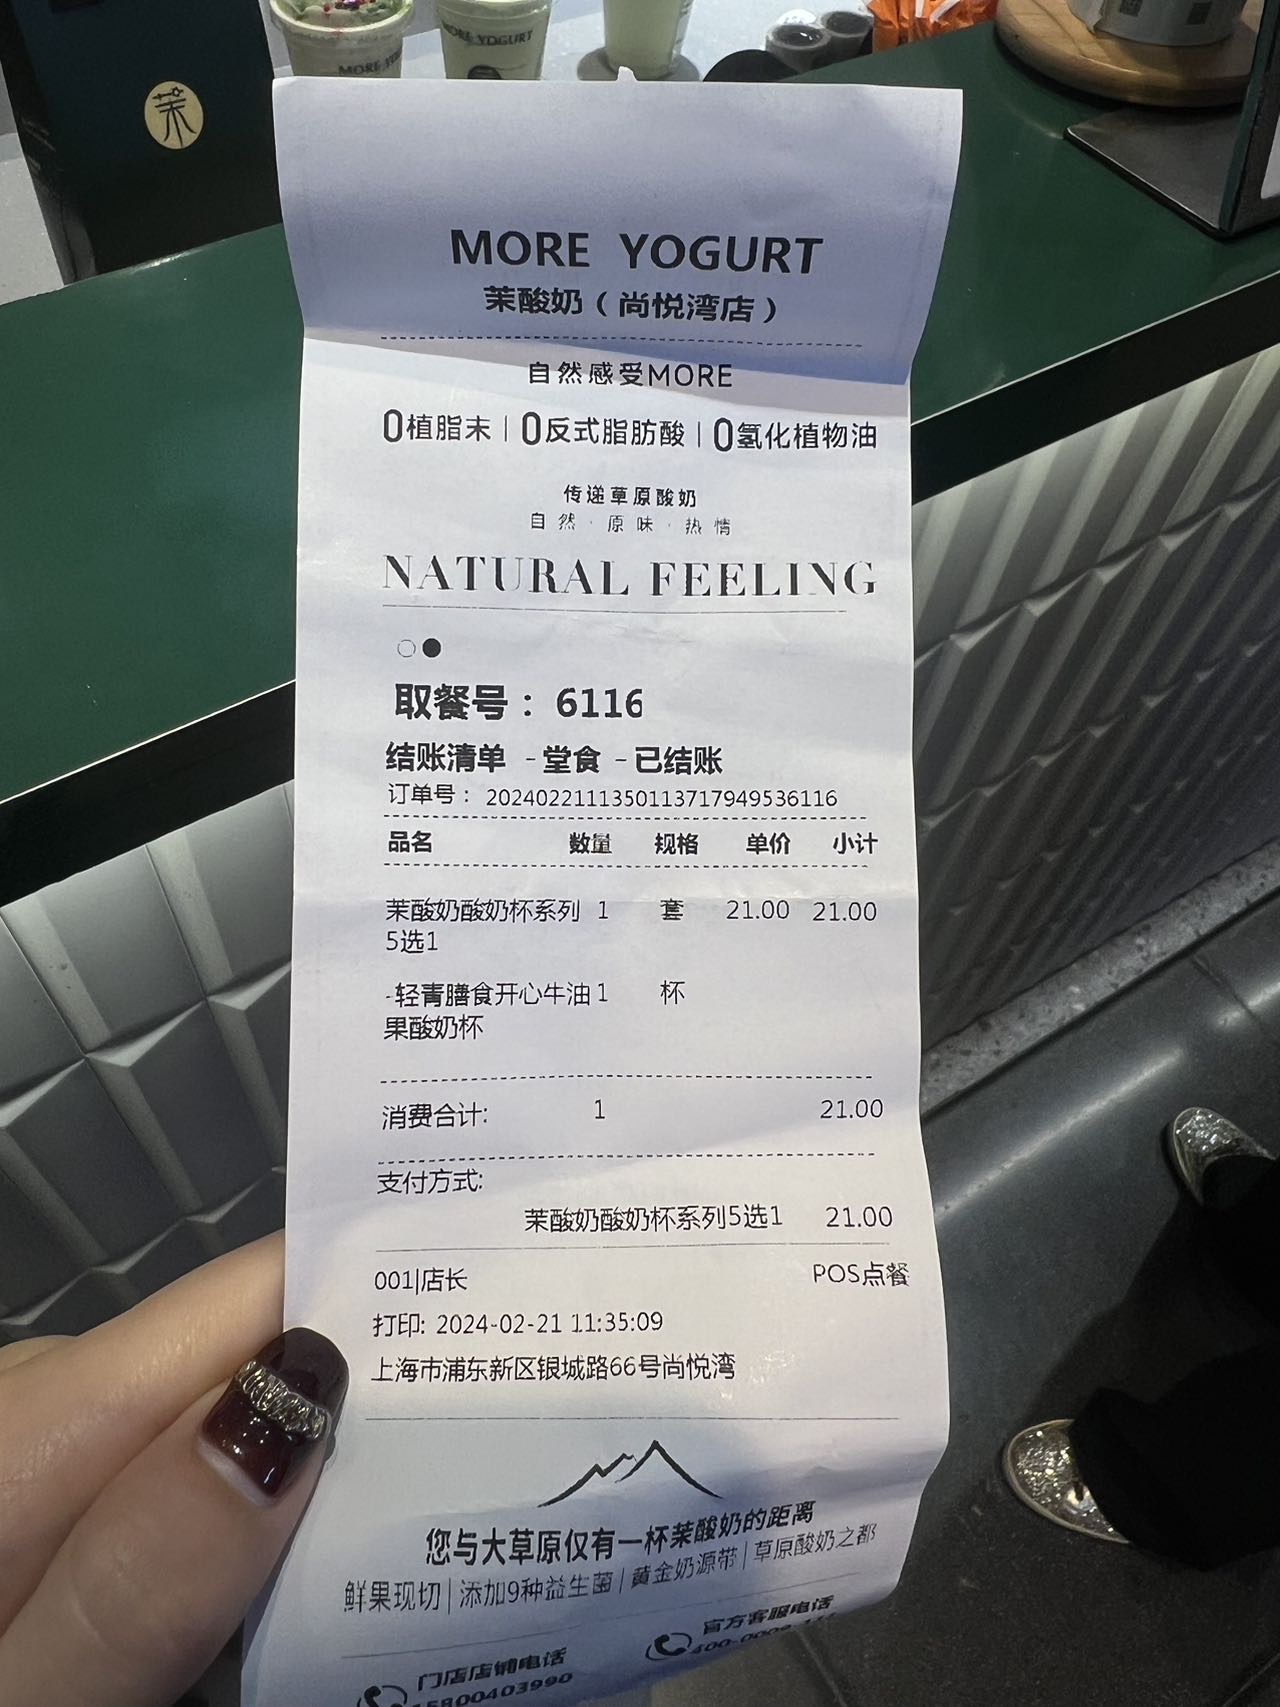 MORE YOGURT
茉
MORE YOGURT
茉酸奶（尚悦湾店）
自然感受MORE
0植脂末|0反式脂肪酸|0氢化植物油
传递草原酸奶
自然·原味·热情
NATURAL FEELING
取餐号：6116
结账清单 -堂食 -已结账
订单号：20240221113501137179495​36116
品名 数量 规格 单价 小计
茉酸奶酸奶杯系列 1 套 21.00 21.00
5选1
-轻青膳食开心牛油 1 杯
果酸奶杯
消费合计: 1 21.00
支付方式:
茉酸奶酸奶杯系列5选1 21.00
001|店长 POS点餐
打印: 2024-02-21 11:35:09
上海市浦东新区银城路66号尚悦湾
您与大草原仅有一杯茉酸奶的距离
鲜果现切|添加9种益生菌|黄金奶源带|草原酸奶之都
门店店铺电话 官方客服电话
15800403990